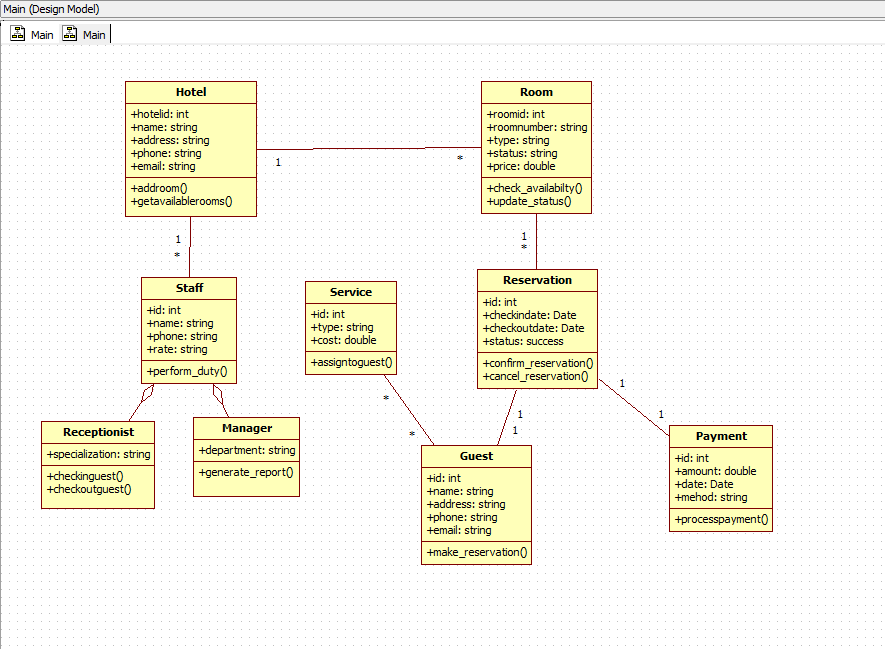 Main (Design Model)
Main Main
Hotel
+hotelid: int
+name: string
+address: string
+phone: string
+email: string
+addroom()
+getavailablerooms()
Room
+roomid: int
+roomnumber: string
+type: string
+status: string
+price: double
+check_availabilty()
+update_status()
1
*
1
*
1
*
Staff
+id: int
+name: string
+phone: string
+rate: string
+perform_duty()
Service
+id: int
+type: string
+cost: double
+assigntoguest()
Reservation
+id: int
+checkindate: Date
+checkoutdate: Date
+status: success
+confirm_reservation()
+cancel_reservation()
*
*
1
1
1
1
Receptionist
+specialization: string
+checkinguest()
+checkoutguest()
Manager
+department: string
+generate_report()
Guest
+id: int
+name: string
+address: string
+phone: string
+email: string
+make_reservation()
Payment
+id: int
+amount: double
+date: Date
+mehod: string
+processpayment()